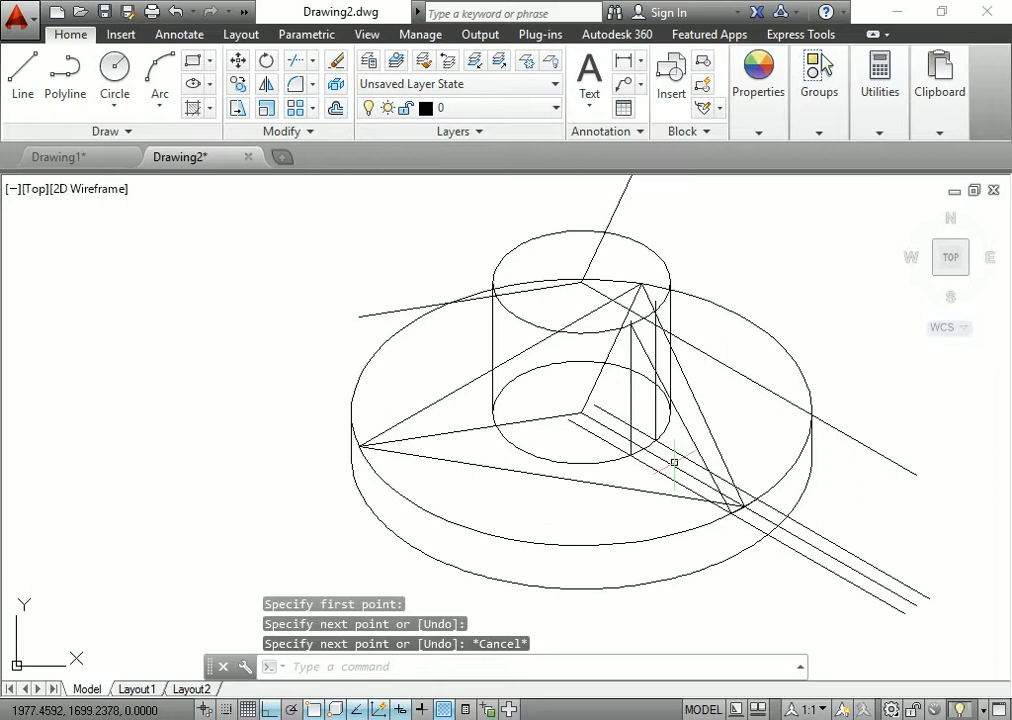 Drawing2.dwg
Type a keyword or phrase
Sign In
Home
Insert
Annotate
Layout
Parametric
View
Manage
Output
Plug-ins
Autodesk 360
Featured Apps
Express Tools
Line
Polyline
Circle
Arc
Unsaved Layer State
0
Text
Insert
Properties
Groups
Utilities
Clipboard
Draw
Modify
Layers
Annotation
Block
Drawing1*
Drawing2*
[−][Top][2D Wireframe]
N
W
TOP
E
S
WCS
Y
X
Specify first point:
Specify next point or [Undo]:
Specify next point or [Undo]: *Cancel*
Type a command
Model
Layout1
Layout2
1977.4592, 1699.2378, 0.0000
MODEL
1:1